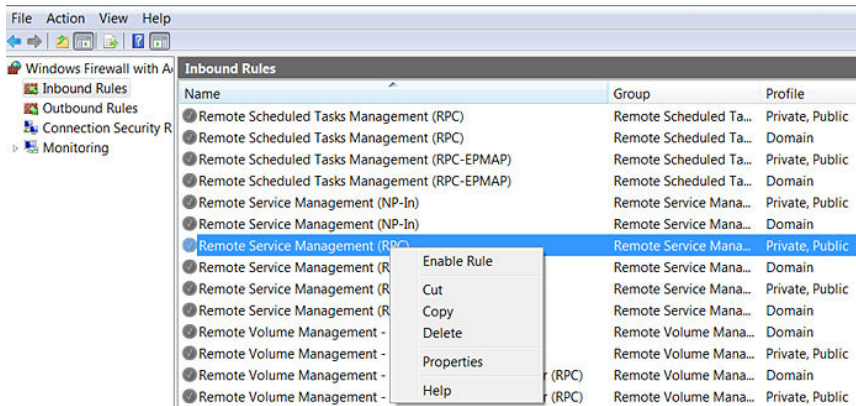 File Action View Help
Windows Firewall with A
Inbound Rules
Outbound Rules
Connection Security R
Monitoring
Inbound Rules
Name Group Profile
Remote Scheduled Tasks Management (RPC) Remote Scheduled Ta... Private, Public
Remote Scheduled Tasks Management (RPC) Remote Scheduled Ta... Domain
Remote Scheduled Tasks Management (RPC-EPMAP) Remote Scheduled Ta... Private, Public
Remote Scheduled Tasks Management (RPC-EPMAP) Remote Scheduled Ta... Domain
Remote Service Management (NP-In) Remote Service Mana... Private, Public
Remote Service Management (NP-In) Remote Service Mana... Domain
Remote Service Management (RPC) Remote Service Mana... Private, Public
Remote Service Management (R Remote Service Mana... Domain
Remote Service Management (R Remote Service Mana... Private, Public
Remote Service Management (R Remote Service Mana... Domain
Remote Volume Management - Remote Volume Mana... Domain
Remote Volume Management - Remote Volume Mana... Private, Public
Remote Volume Management - r (RPC) Remote Volume Mana... Domain
Remote Volume Management - r (RPC) Remote Volume Mana... Private, Public
Enable Rule
Cut
Copy
Delete
Properties
Help